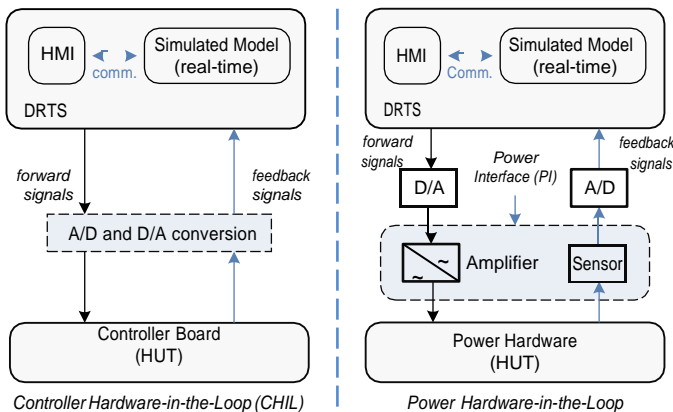 HMI
comm.
Simulated Model
(real-time)
DRTS
forward
signals
feedback
signals
A/D and D/A conversion
Controller Board
(HUT)
Controller Hardware-in-the-Loop (CHIL)
HMI
Comm.
Simulated Model
(real-time)
DRTS
forward
signals
Power
Interface (PI)
feedback
signals
D/A
A/D
~
~
Amplifier
Sensor
Power Hardware
(HUT)
Power Hardware-in-the-Loop